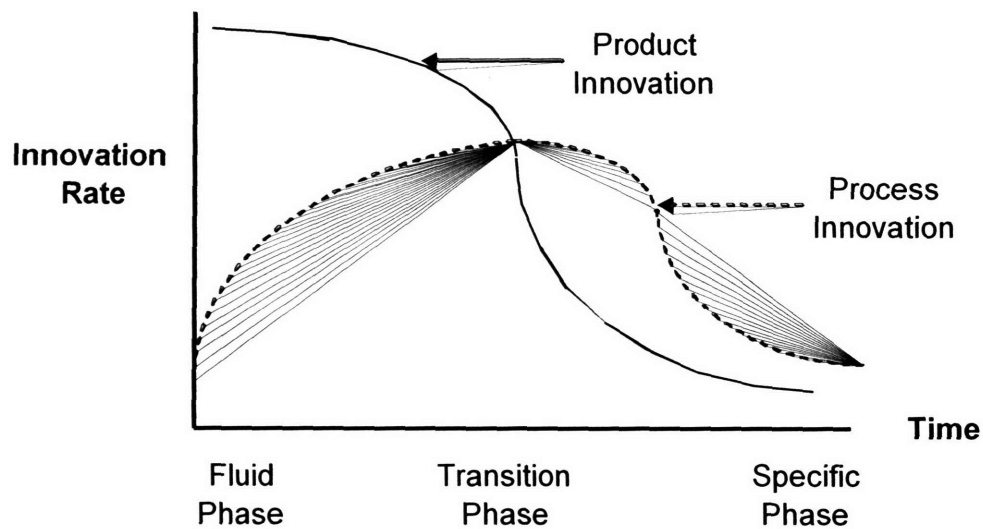 Product
Innovation
Innovation
Rate
Process
Innovation
Time
Fluid
Phase
Transition
Phase
Specific
Phase